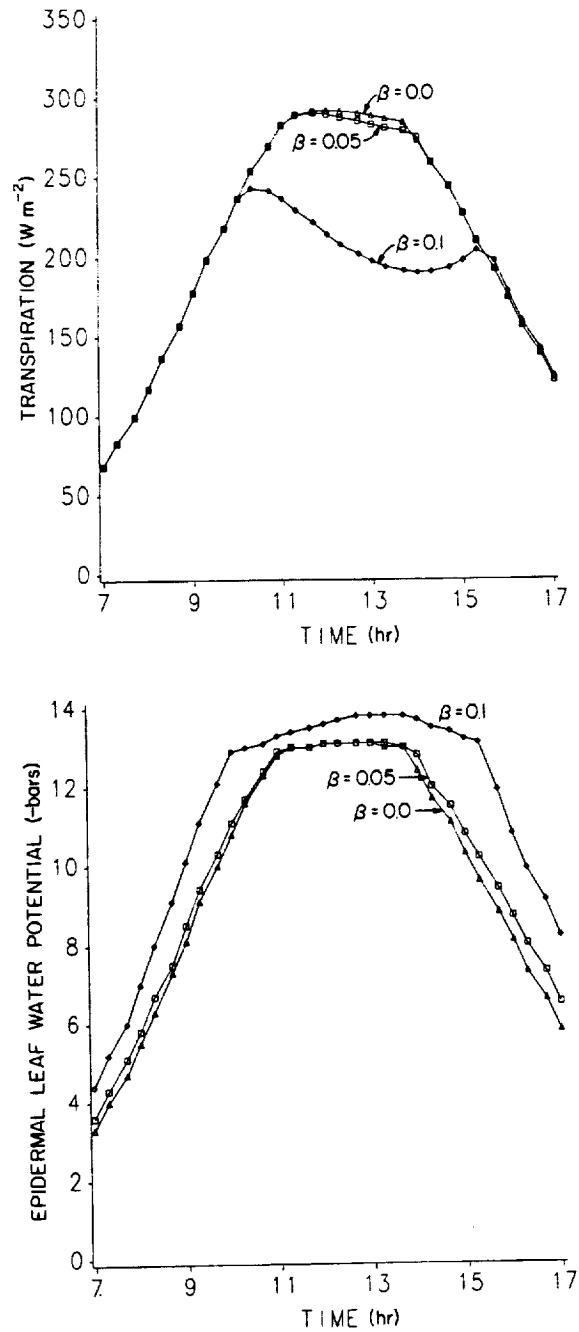 350
300
250
200
150
100
50
0
TRANSPIRATION (W m⁻²)
β=0.0
β=0.05
β=0.1
7 9 11 13 15 17
TIME (hr)
14
12
10
8
6
4
2
0
EPIDERMAL LEAF WATER POTENTIAL (-bars)
β=0.1
β=0.05
β=0.0
7. 9 11 13 15 17
TIME (hr)